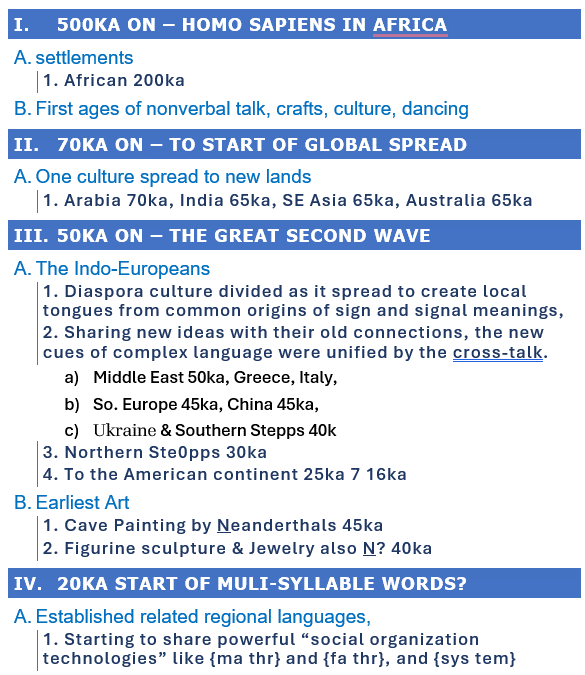 I. 500KA ON – HOMO SAPIENS IN AFRICA
A. settlements
1. African 200ka
B. First ages of nonverbal talk, crafts, culture, dancing
II. 70KA ON – TO START OF GLOBAL SPREAD
A. One culture spread to new lands
1. Arabia 70ka, India 65ka, SE Asia 65ka, Australia 65ka
III. 50KA ON – THE GREAT SECOND WAVE
A. The Indo-Europeans
1. Diaspora culture divided as it spread to create local
tongues from common origins of sign and signal meanings,
2. Sharing new ideas with their old connections, the new
cues of complex language were unified by the cross-talk.
a) Middle East 50ka, Greece, Italy,
b) So. Europe 45ka, China 45ka,
c) Ukraine & Southern Stepps 40k
3. Northern Ste0pps 30ka
4. To the American continent 25ka 7 16ka
B. Earliest Art
1. Cave Painting by Neanderthals 45ka
2. Figurine sculpture & Jewelry also N? 40ka
IV. 20KA START OF MULI-SYLLABLE WORDS?
A. Established related regional languages,
1. Starting to share powerful “social organization
technologies” like {ma thr} and {fa thr}, and {sys tem}